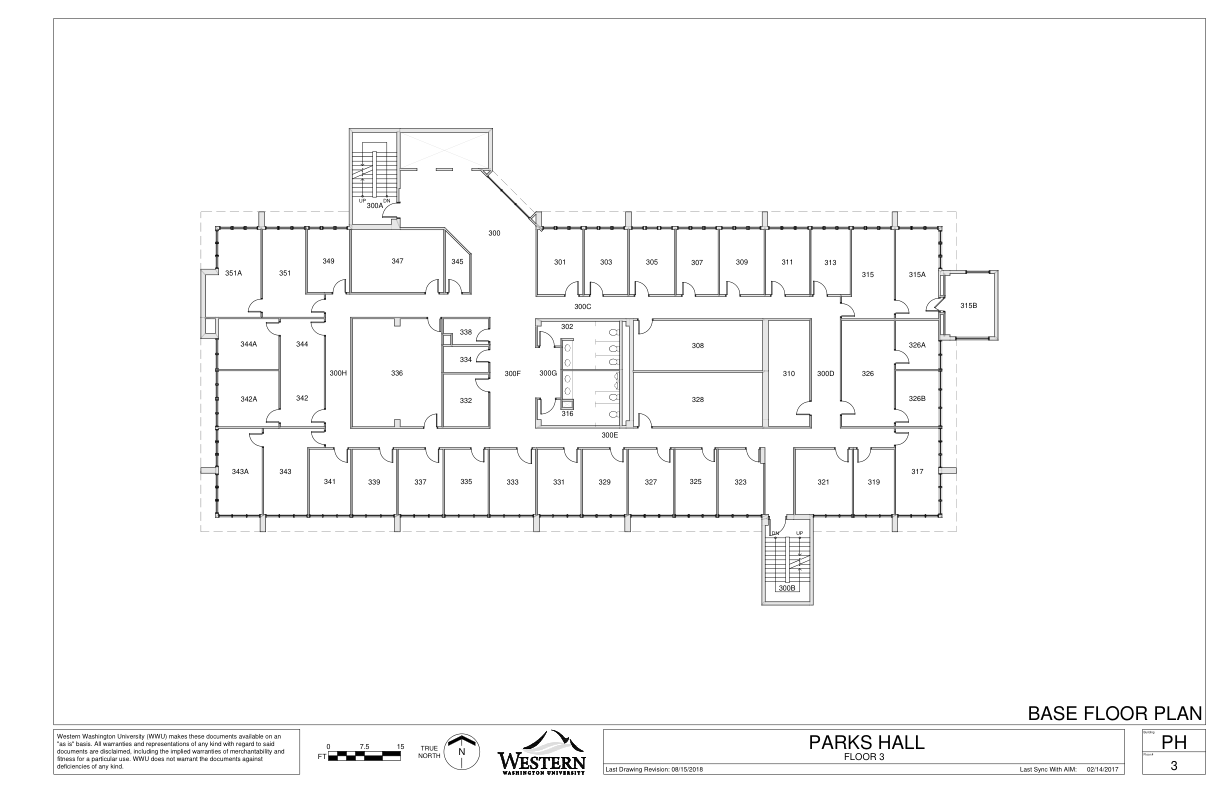 UP
DN
300A
300
351A
351
349
347
345
301
303
305
307
309
311
313
315
315A
315B
300C
302
338
334
332
344A
344
342A
342
300H
336
300F
300G
316
308
328
310
300D
326
326A
326B
300E
343A
343
341
339
337
335
333
331
329
327
325
323
321
319
317
DN
UP
300B
BASE FLOOR PLAN
Western Washington University (WWU) makes these documents available on an
"as is" basis. All warranties and representations of any kind with regard to said
documents are disclaimed, including the implied warranties of merchantability and
fitness for a particular use. WWU does not warrant the documents against
deficiencies of any kind.
0 7.5 15
FT
TRUE
NORTH
N
WESTERN
WASHINGTON UNIVERSITY
PARKS HALL
FLOOR 3
Last Drawing Revision: 08/15/2018
Last Sync With AIM: 02/14/2017
PH
3